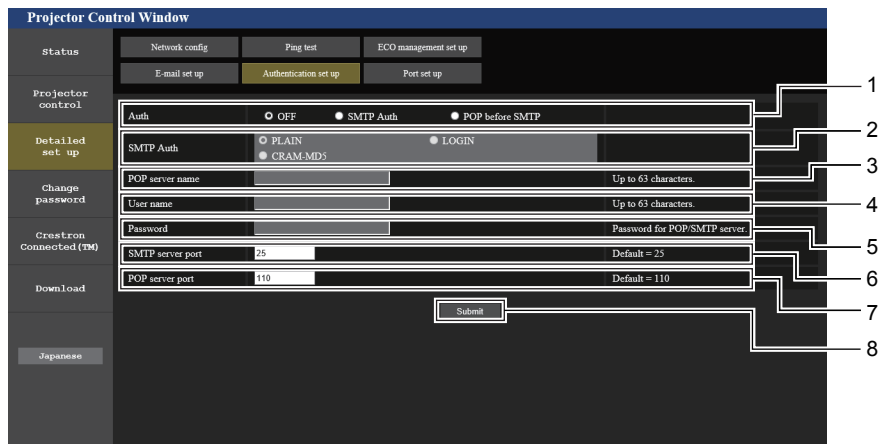 Projector Control Window
Status
Network config
Ping test
ECO management set up
E-mail set up
Authentication set up
Port set up
Projector
control
Detailed
set up
Change
password
Crestron
Connected(TM)
Download
Japanese
Auth
OFF
SMTP Auth
POP before SMTP
1
SMTP Auth
PLAIN
LOGIN
CRAM-MD5
2
POP server name
Up to 63 characters.
3
User name
Up to 63 characters.
4
Password
Password for POP/SMTP server.
5
SMTP server port
25
Default = 25
6
POP server port
110
Default = 110
7
Submit
8